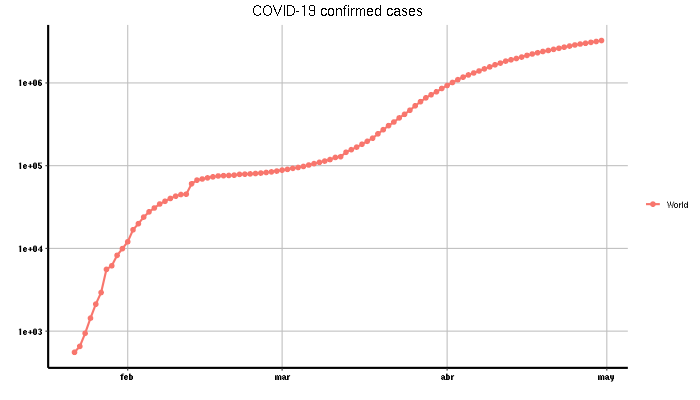 COVID-19 confirmed cases
1e+06
1e+05
1e+04
1e+03
feb mar abr may
World